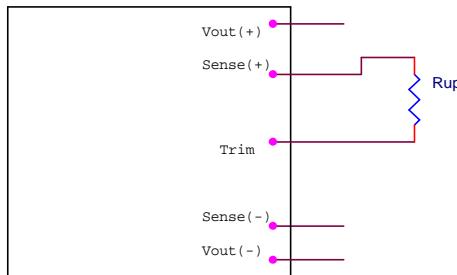 Vout(+)
Sense(+)
Rup
Trim
Sense(-)
Vout(-)